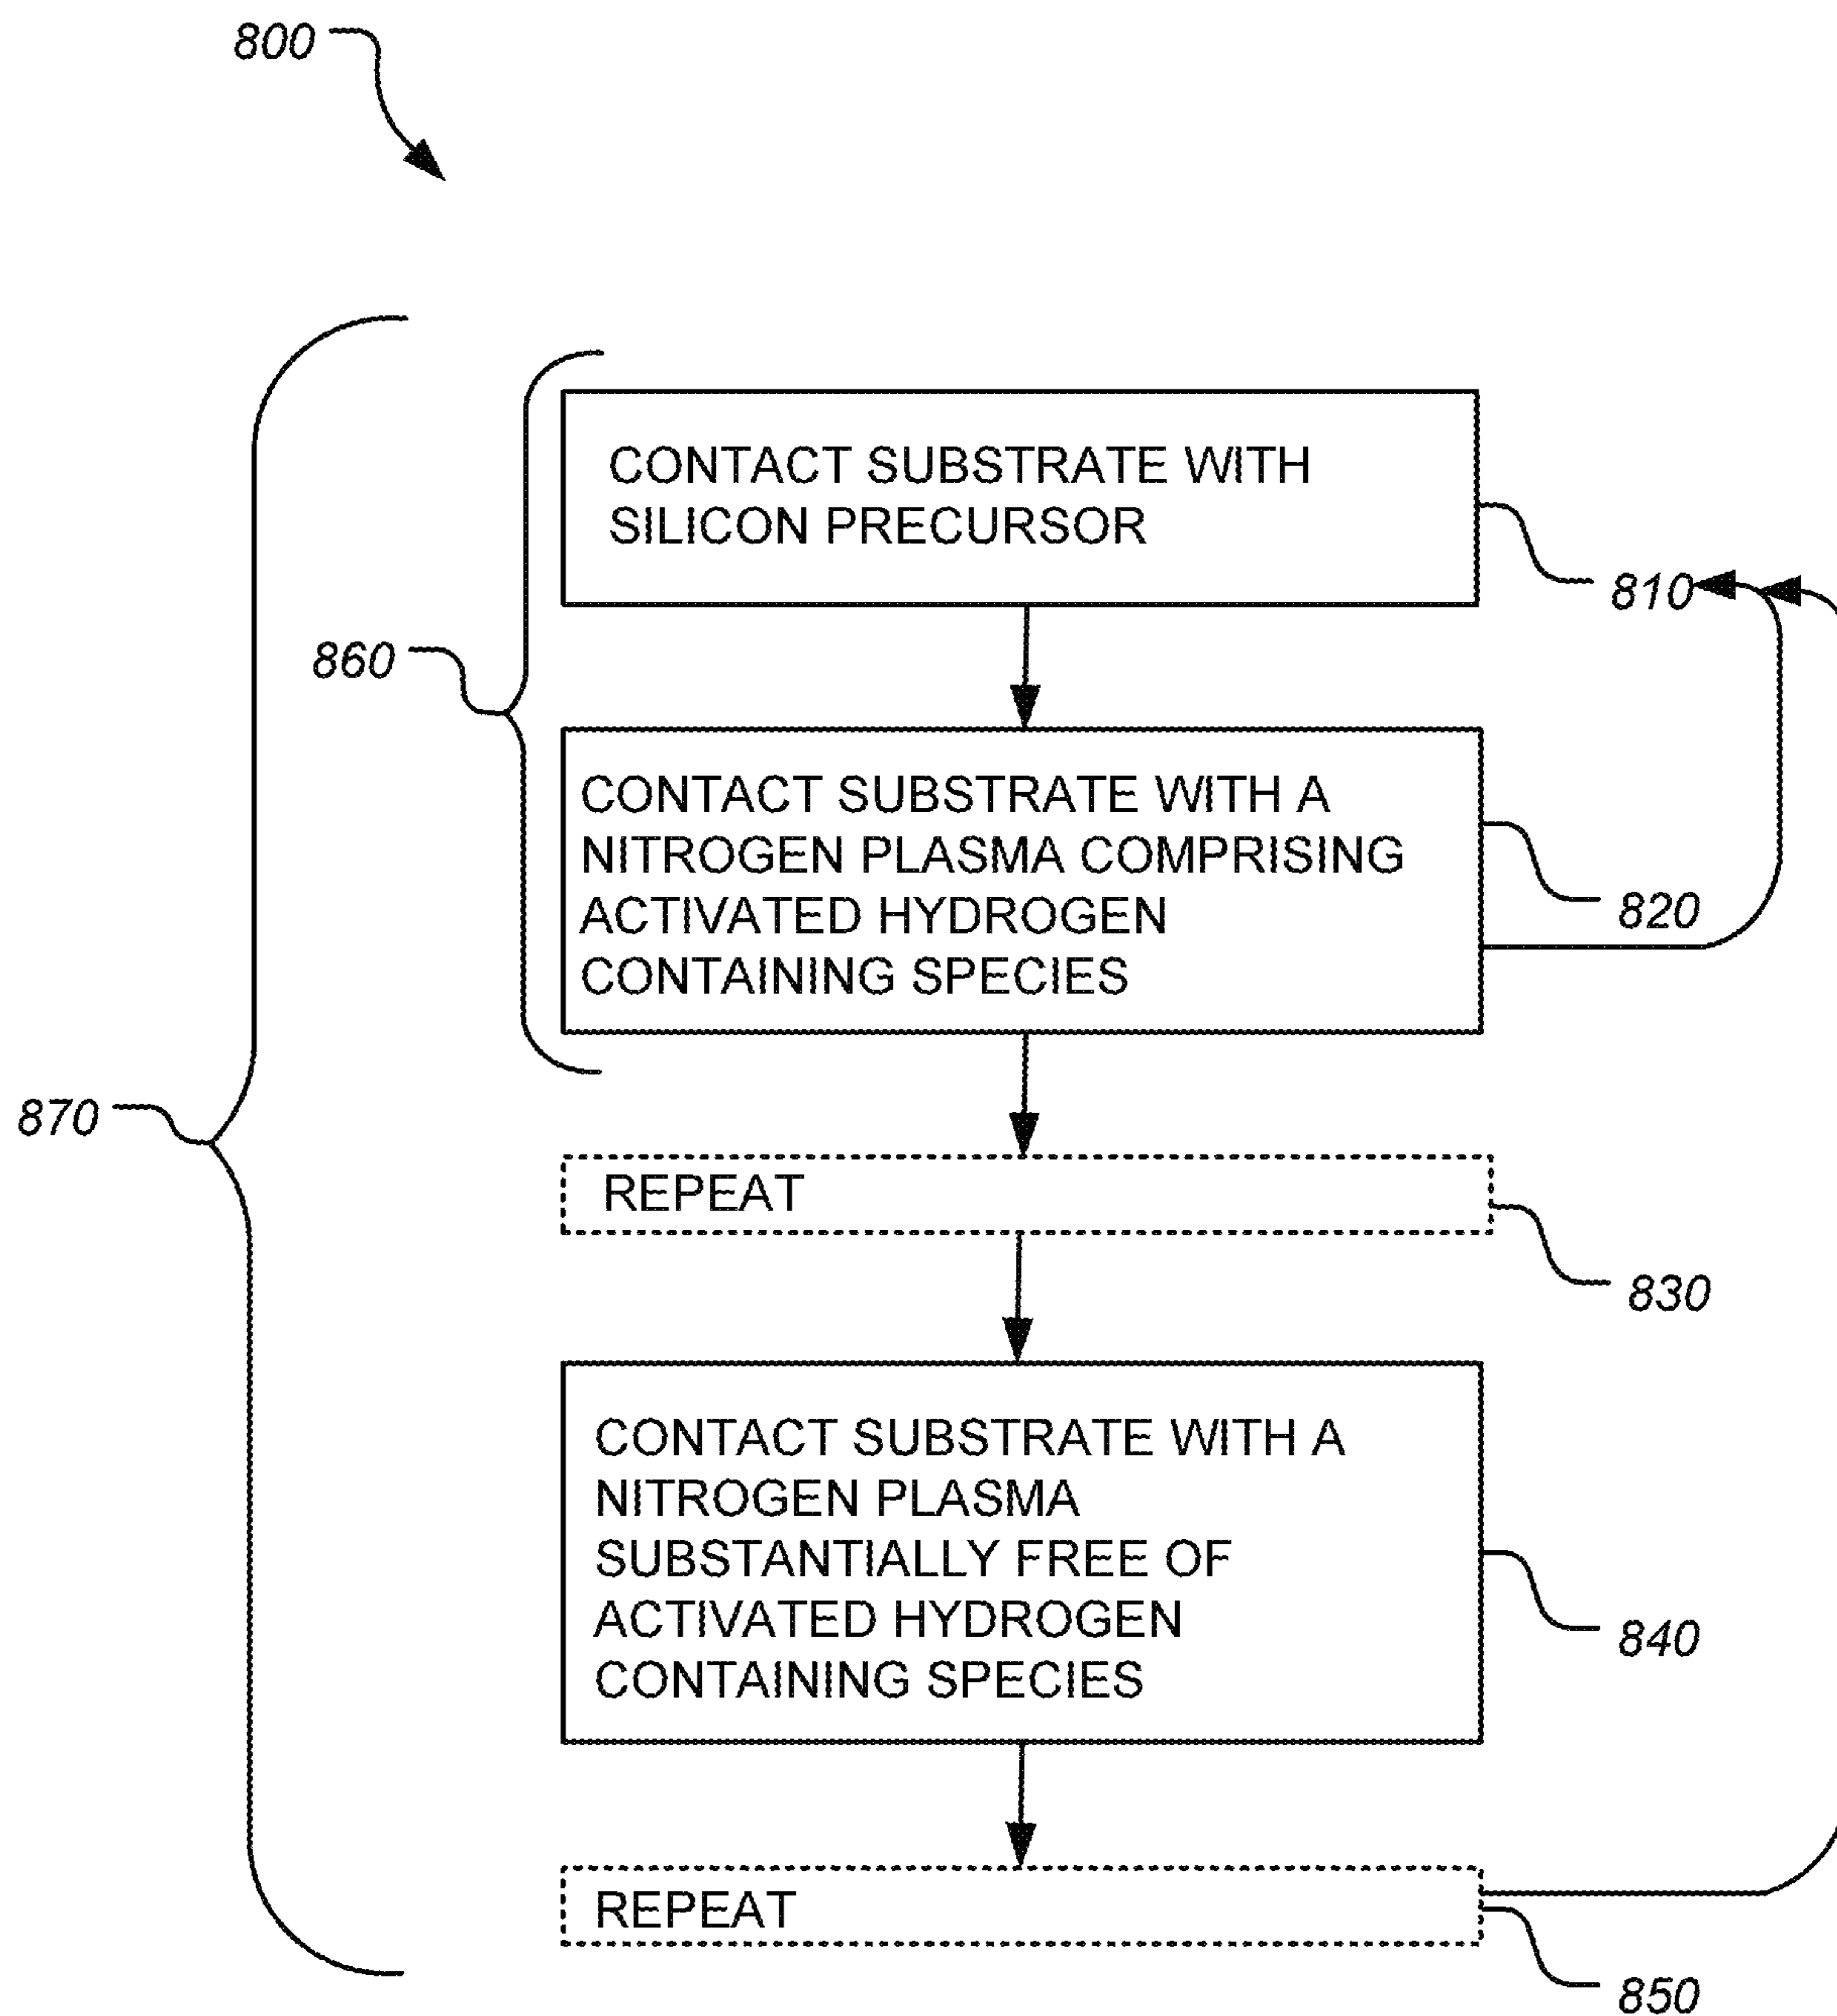 800
CONTACT SUBSTRATE WITH
SILICON PRECURSOR
810
860
CONTACT SUBSTRATE WITH A
NITROGEN PLASMA COMPRISING
ACTIVATED HYDROGEN
CONTAINING SPECIES
820
870
REPEAT
830
CONTACT SUBSTRATE WITH A
NITROGEN PLASMA
SUBSTANTIALLY FREE OF
ACTIVATED HYDROGEN
CONTAINING SPECIES
840
REPEAT
850